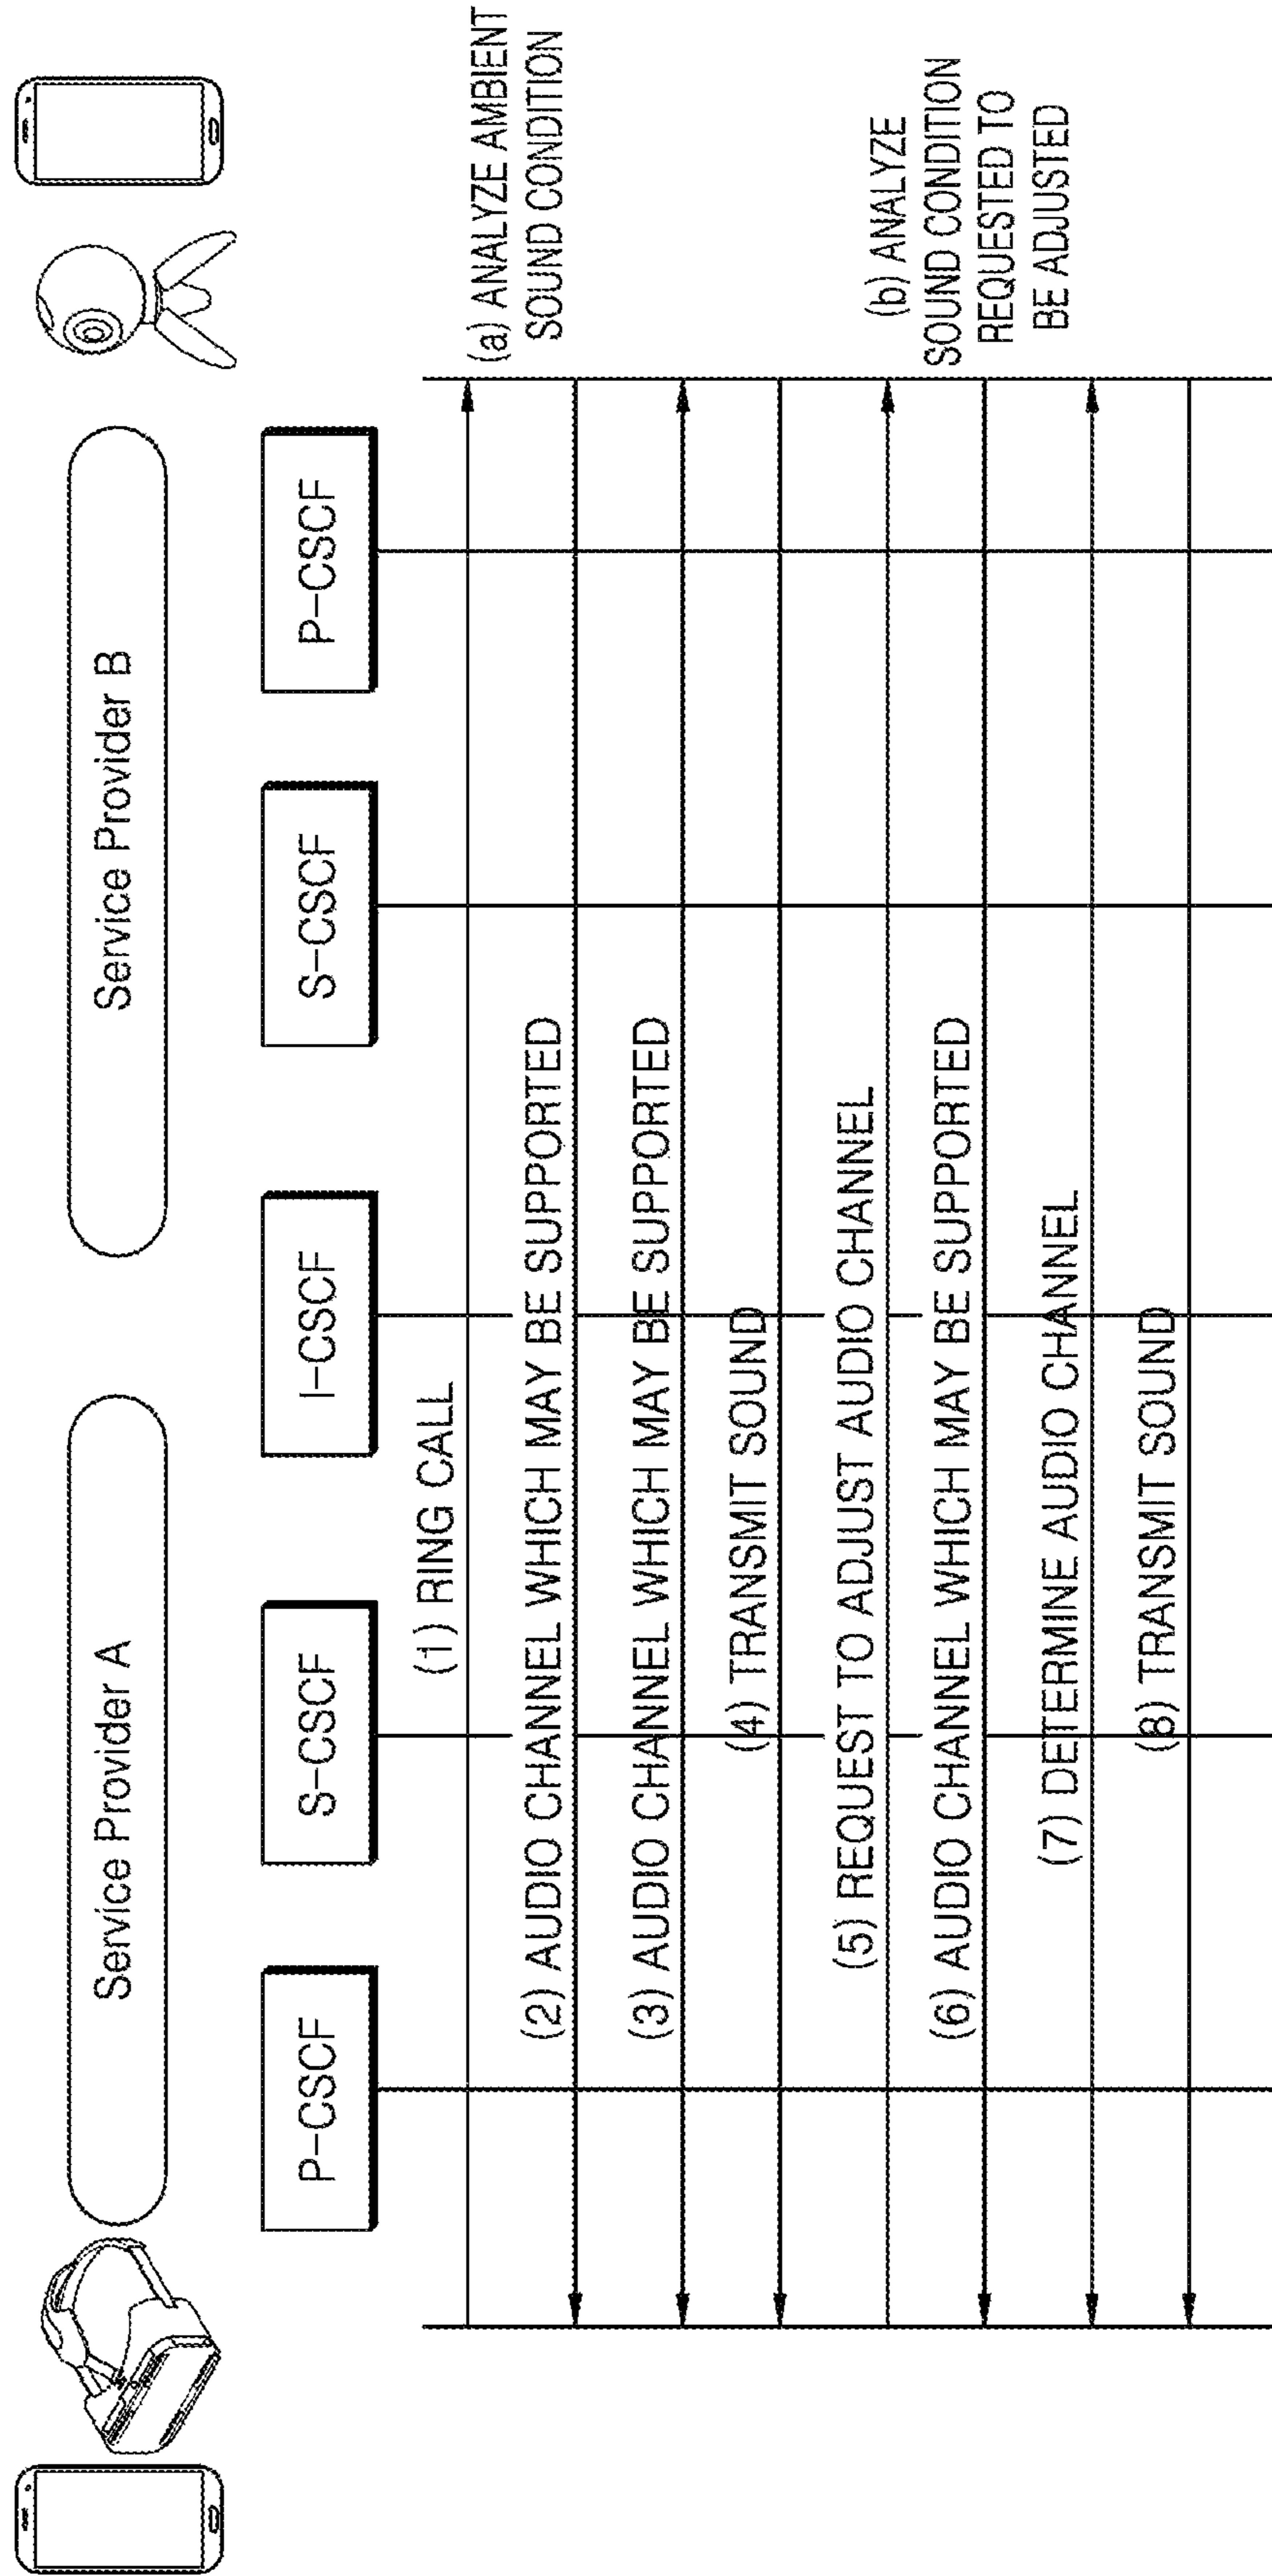 Service Provider A
Service Provider B
P-CSCF
S-CSCF
I-CSCF
S-CSCF
P-CSCF
(1) RING CALL
(a) ANALYZE AMBIENT
SOUND CONDITION
(2) AUDIO CHANNEL WHICH MAY BE SUPPORTED
(3) AUDIO CHANNEL WHICH MAY BE SUPPORTED
(4) TRANSMIT SOUND
(5) REQUEST TO ADJUST AUDIO CHANNEL
(b) ANALYZE
SOUND CONDITION
REQUESTED TO
BE ADJUSTED
(6) AUDIO CHANNEL WHICH MAY BE SUPPORTED
(7) DETERMINE AUDIO CHANNEL
(8) TRANSMIT SOUND